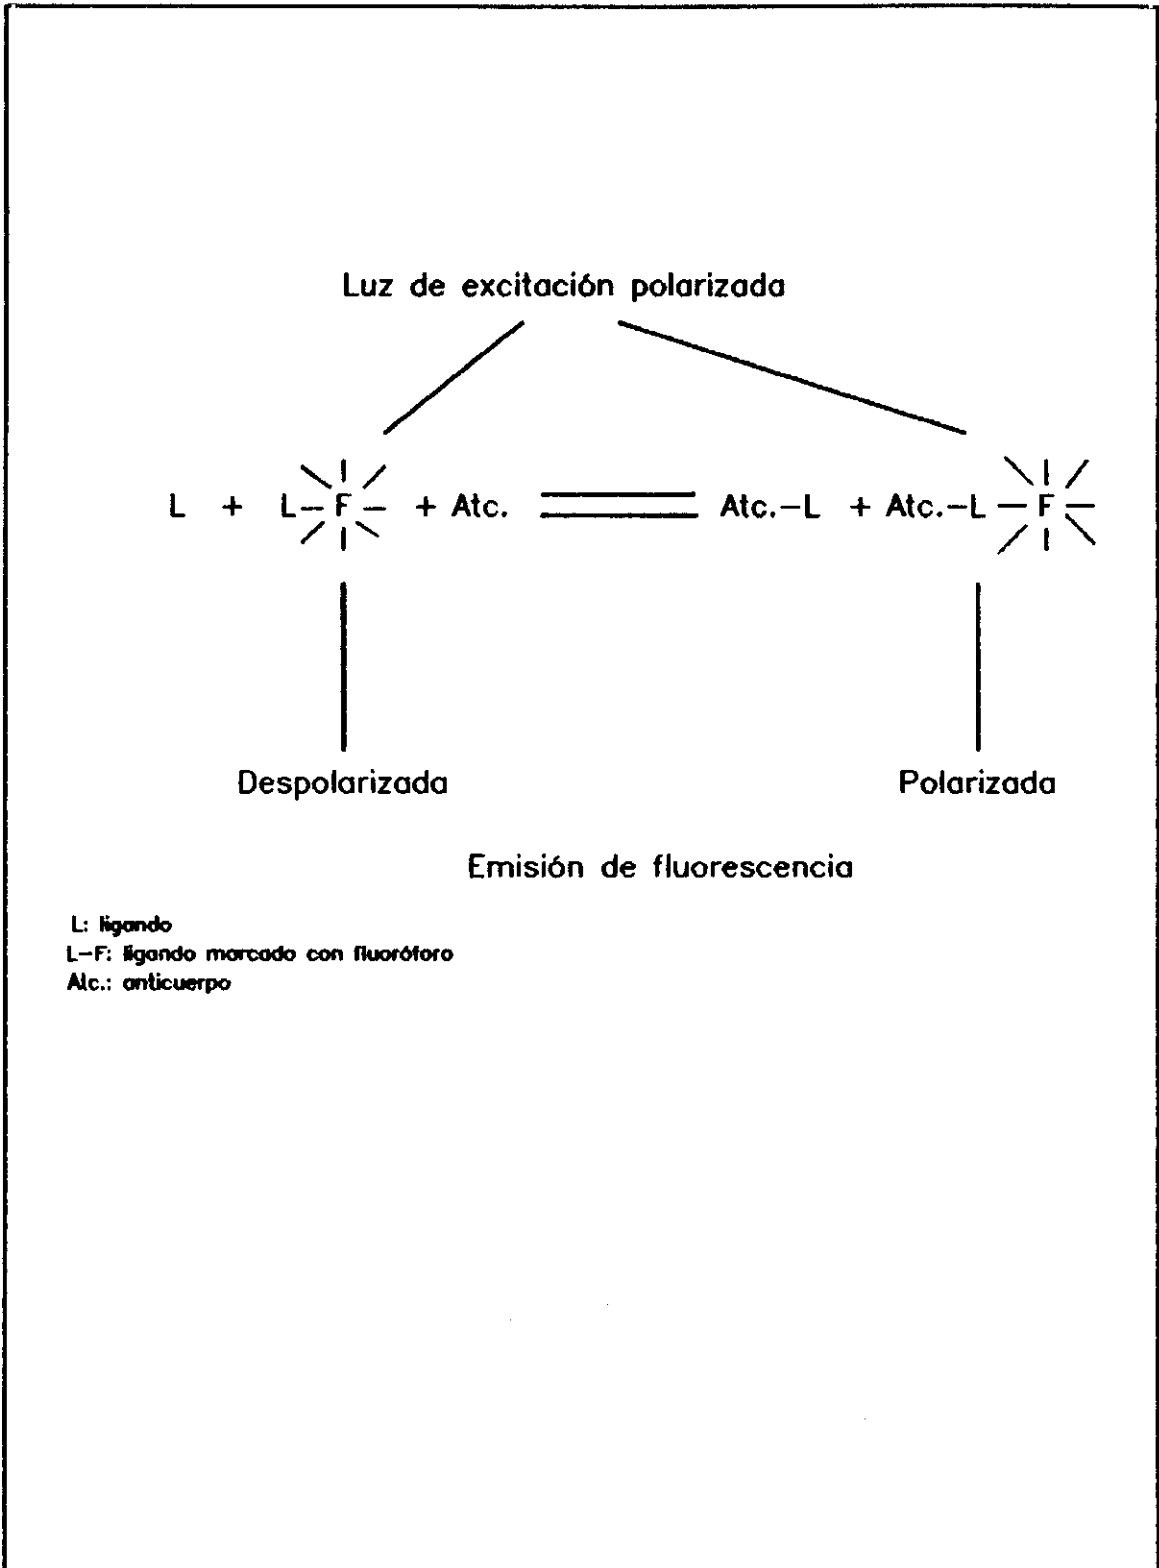 Luz de excitación polarizada
L + L-F- + Atc. ═ Atc.-L + Atc.-L-F-
Despolarizada Polarizada
Emisión de fluorescencia
L: ligando
L-F: ligando marcado con fluoróforo
Atc.: anticuerpo